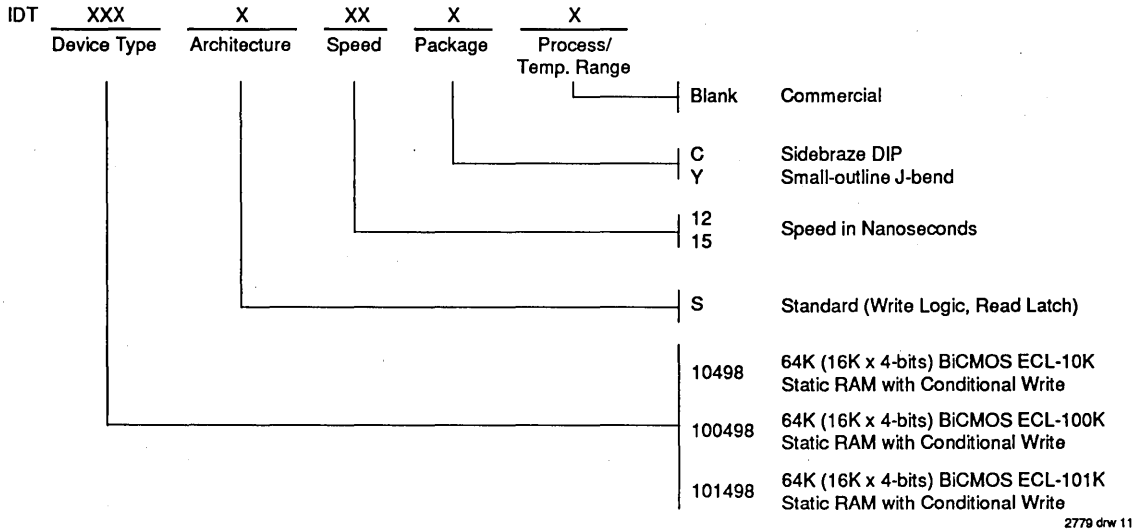 IDT XXX X XX X X
Device Type Architecture Speed Package Process/
Temp. Range
Blank Commercial
C Sidebraze DIP
Y Small-outline J-bend
12
15
Speed in Nanoseconds
S Standard (Write Logic, Read Latch)
10498 64K (16K x 4-bits) BiCMOS ECL-10K
Static RAM with Conditional Write
100498 64K (16K x 4-bits) BiCMOS ECL-100K
Static RAM with Conditional Write
101498 64K (16K x 4-bits) BiCMOS ECL-101K
Static RAM with Conditional Write
2779 drw 11